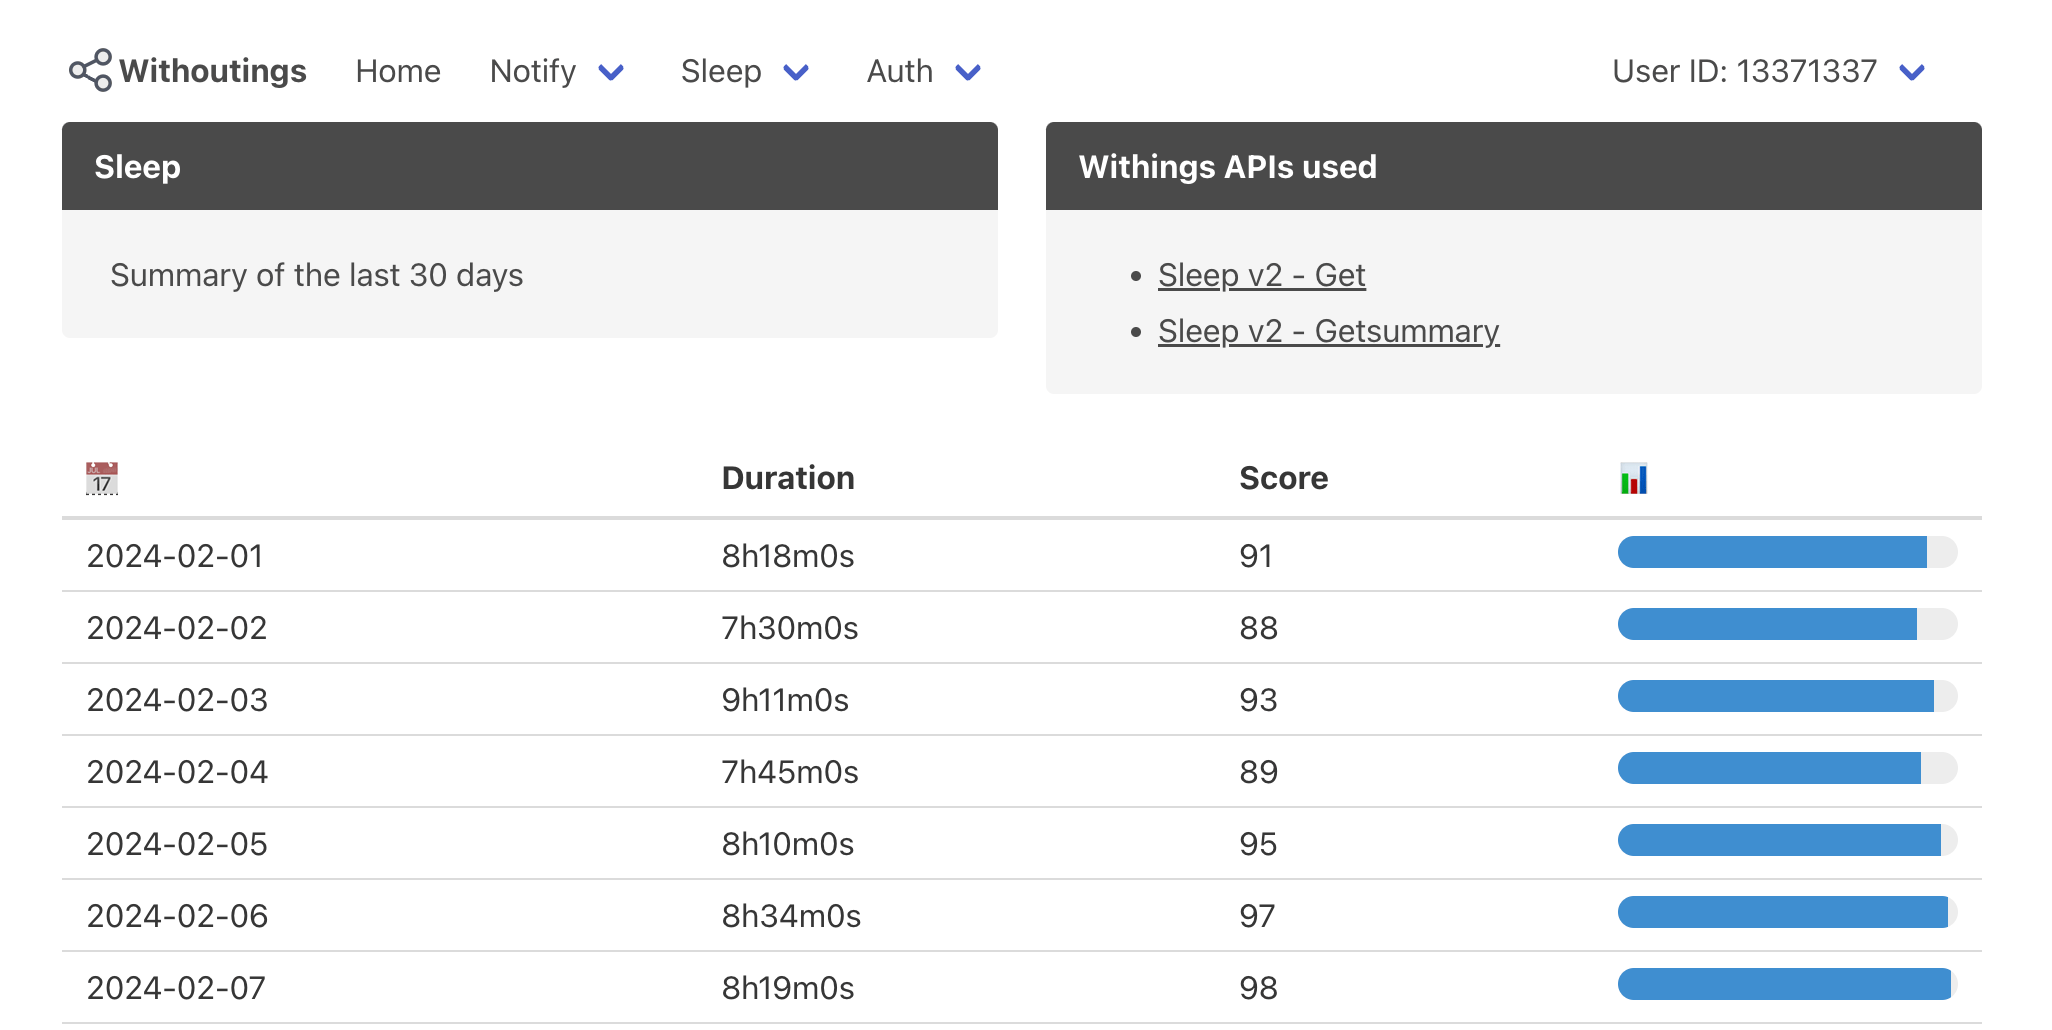 Withoutings Home Notify Sleep Auth User ID: 13371337
Sleep
Summary of the last 30 days
Withings APIs used
• Sleep v2 - Get
• Sleep v2 - Getsummary
JUL 17 Duration Score
2024-02-01 8h18m0s 91
2024-02-02 7h30m0s 88
2024-02-03 9h11m0s 93
2024-02-04 7h45m0s 89
2024-02-05 8h10m0s 95
2024-02-06 8h34m0s 97
2024-02-07 8h19m0s 98